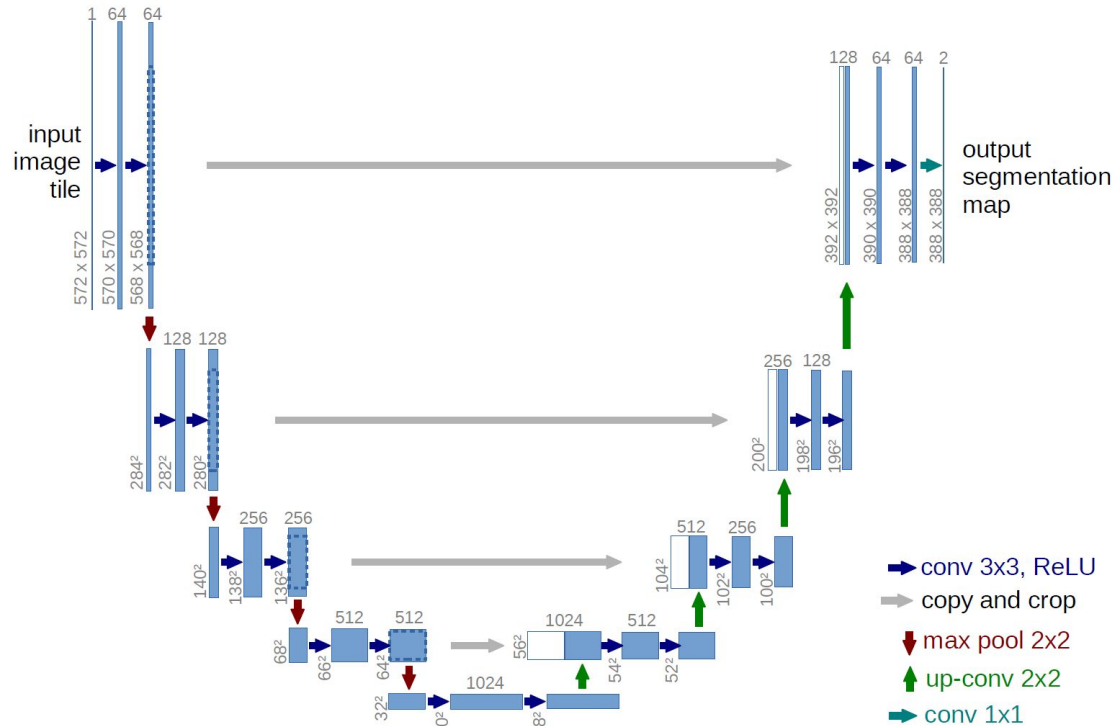 1 64 64
128 64 64 2
input
image
tile
output
segmentation
map
572 x 572
570 x 570
568 x 568
392 x 392
390 x 390
388 x 388
388 x 388
128 128
256 128
284²
282²
280²
200²
198²
196²
256 256
512 256
140²
138²
136²
104²
102²
100²
512 512
1024 512
68²
66²
64²
56²
54²
52²
1024
32²
conv 3x3, ReLU
copy and crop
max pool 2x2
up-conv 2x2
conv 1x1